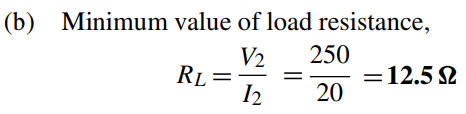 (b) Minimum value of load resistance,
R_L = V_2 / I_2 = 250 / 20 = 12.5 Ω